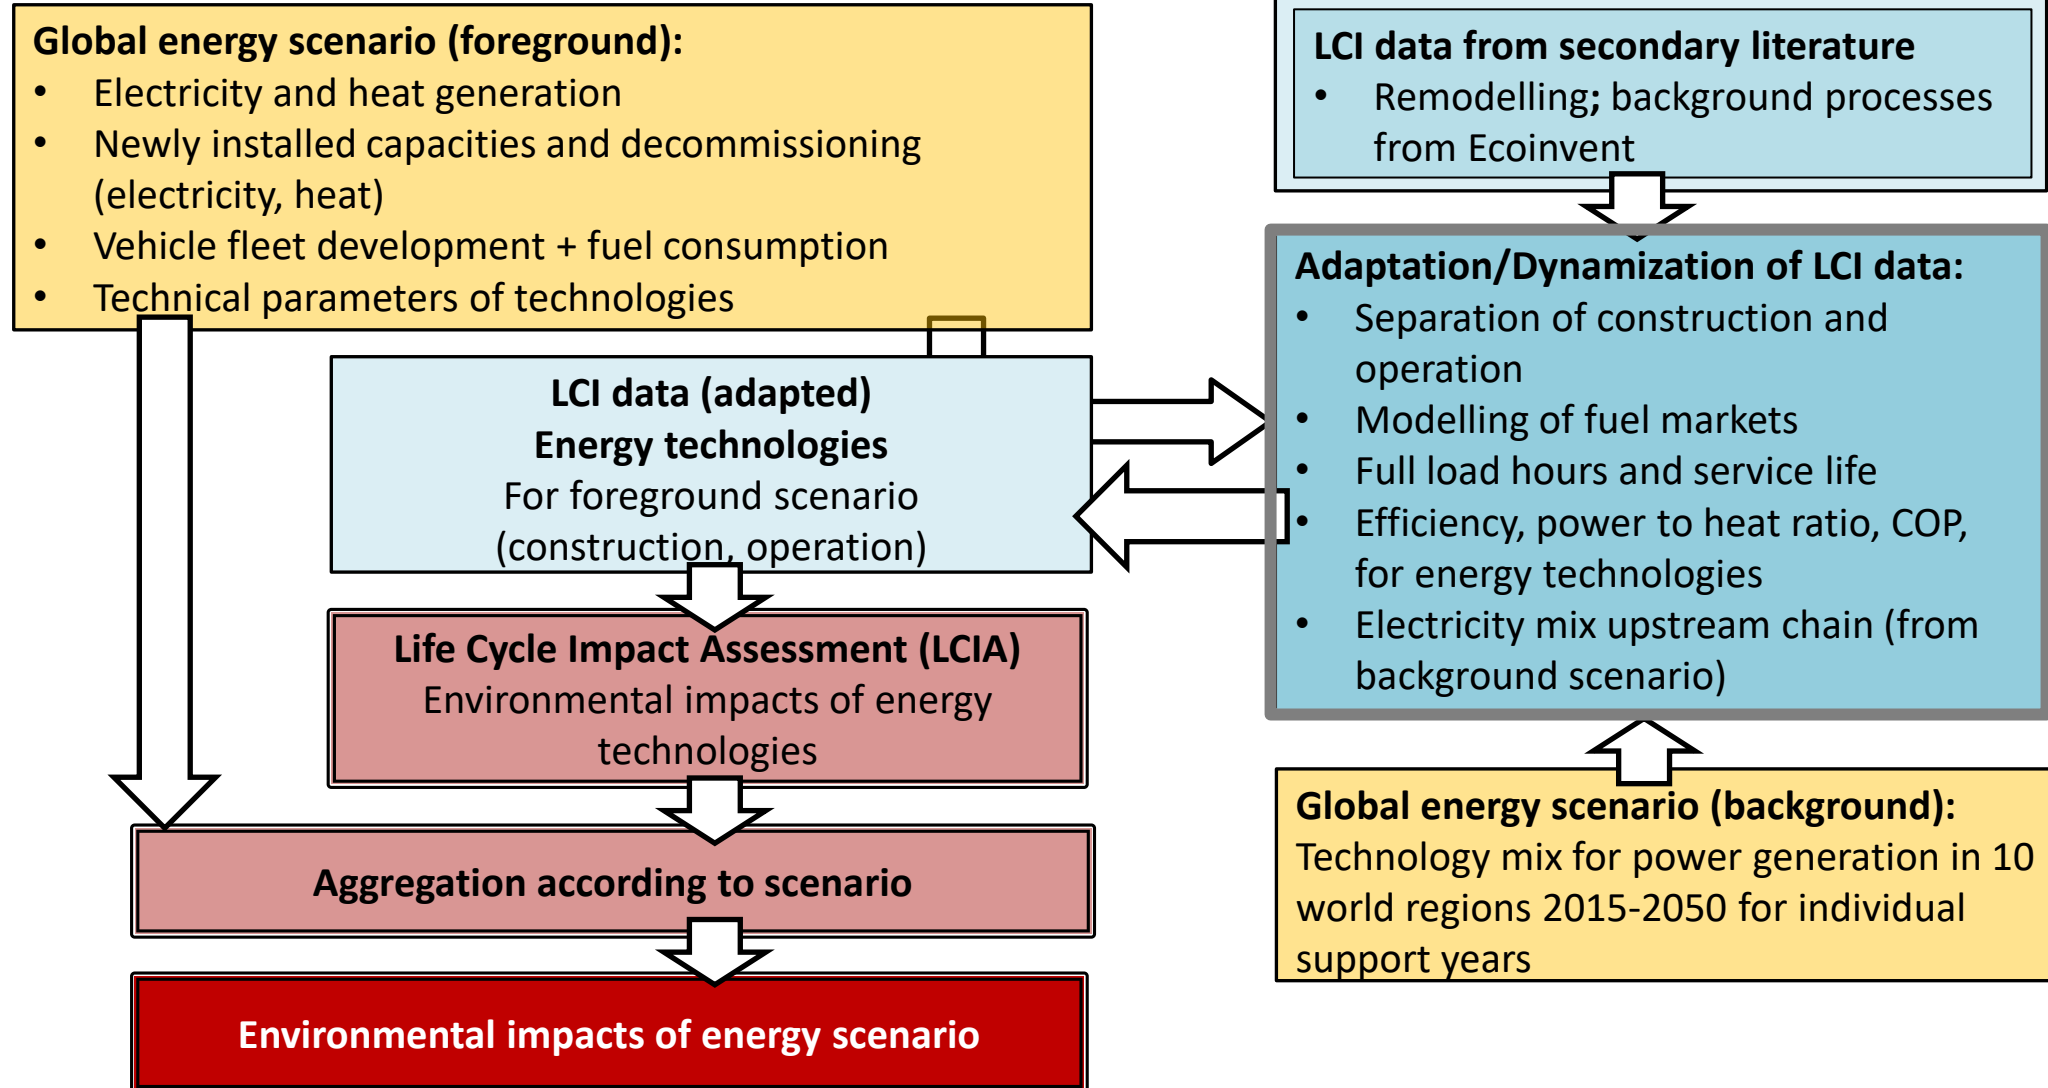 Global energy scenario (foreground):
• Electricity and heat generation
• Newly installed capacities and decommissioning
(electricity, heat)
• Vehicle fleet development + fuel consumption
• Technical parameters of technologies
LCI data (adapted)
Energy technologies
For foreground scenario
(construction, operation)
Life Cycle Impact Assessment (LCIA)
Environmental impacts of energy
technologies
Aggregation according to scenario
Environmental impacts of energy scenario
LCI data from secondary literature
• Remodelling; background processes
from Ecoinvent
Adaptation/Dynamization of LCI data:
• Separation of construction and
operation
• Modelling of fuel markets
• Full load hours and service life
• Efficiency, power to heat ratio, COP,
for energy technologies
• Electricity mix upstream chain (from
background scenario)
Global energy scenario (background):
Technology mix for power generation in 10
world regions 2015-2050 for individual
support years